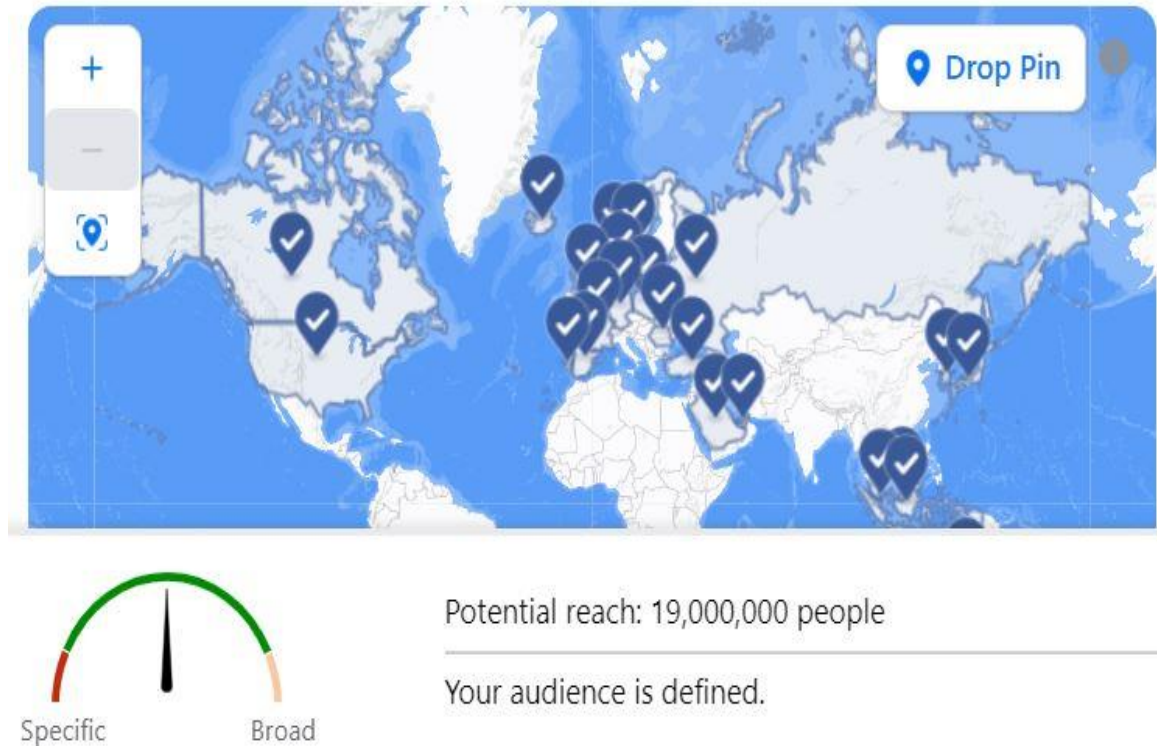 Drop Pin
Potential reach: 19,000,000 people
Your audience is defined.
Specific
Broad